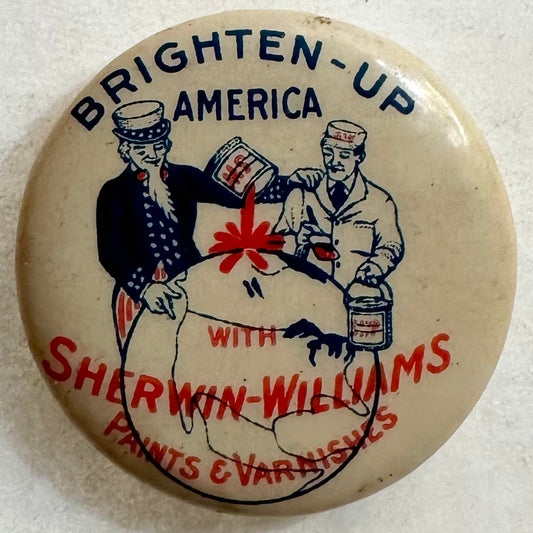 BRIGHTEN-UP
AMERICA
WITH
SHERWIN-WILLIAMS
PAINTS & VARNISHES